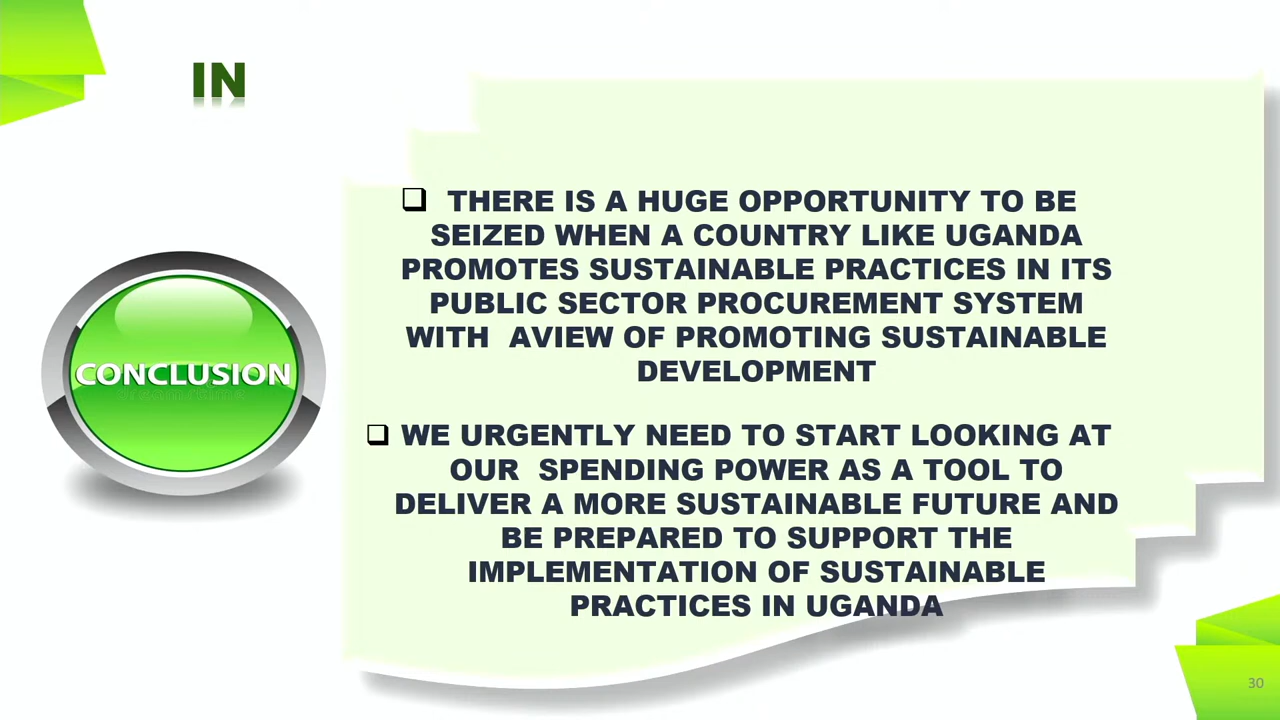 IN
CONCLUSION
THERE IS A HUGE OPPORTUNITY TO BE
SEIZED WHEN A COUNTRY LIKE UGANDA
PROMOTES SUSTAINABLE PRACTICES IN ITS
PUBLIC SECTOR PROCUREMENT SYSTEM
WITH  AVIEW OF PROMOTING SUSTAINABLE
DEVELOPMENT
WE URGENTLY NEED TO START LOOKING AT
OUR  SPENDING POWER AS A TOOL TO
DELIVER A MORE SUSTAINABLE FUTURE AND
BE PREPARED TO SUPPORT THE
IMPLEMENTATION OF SUSTAINABLE
PRACTICES IN UGANDA
30